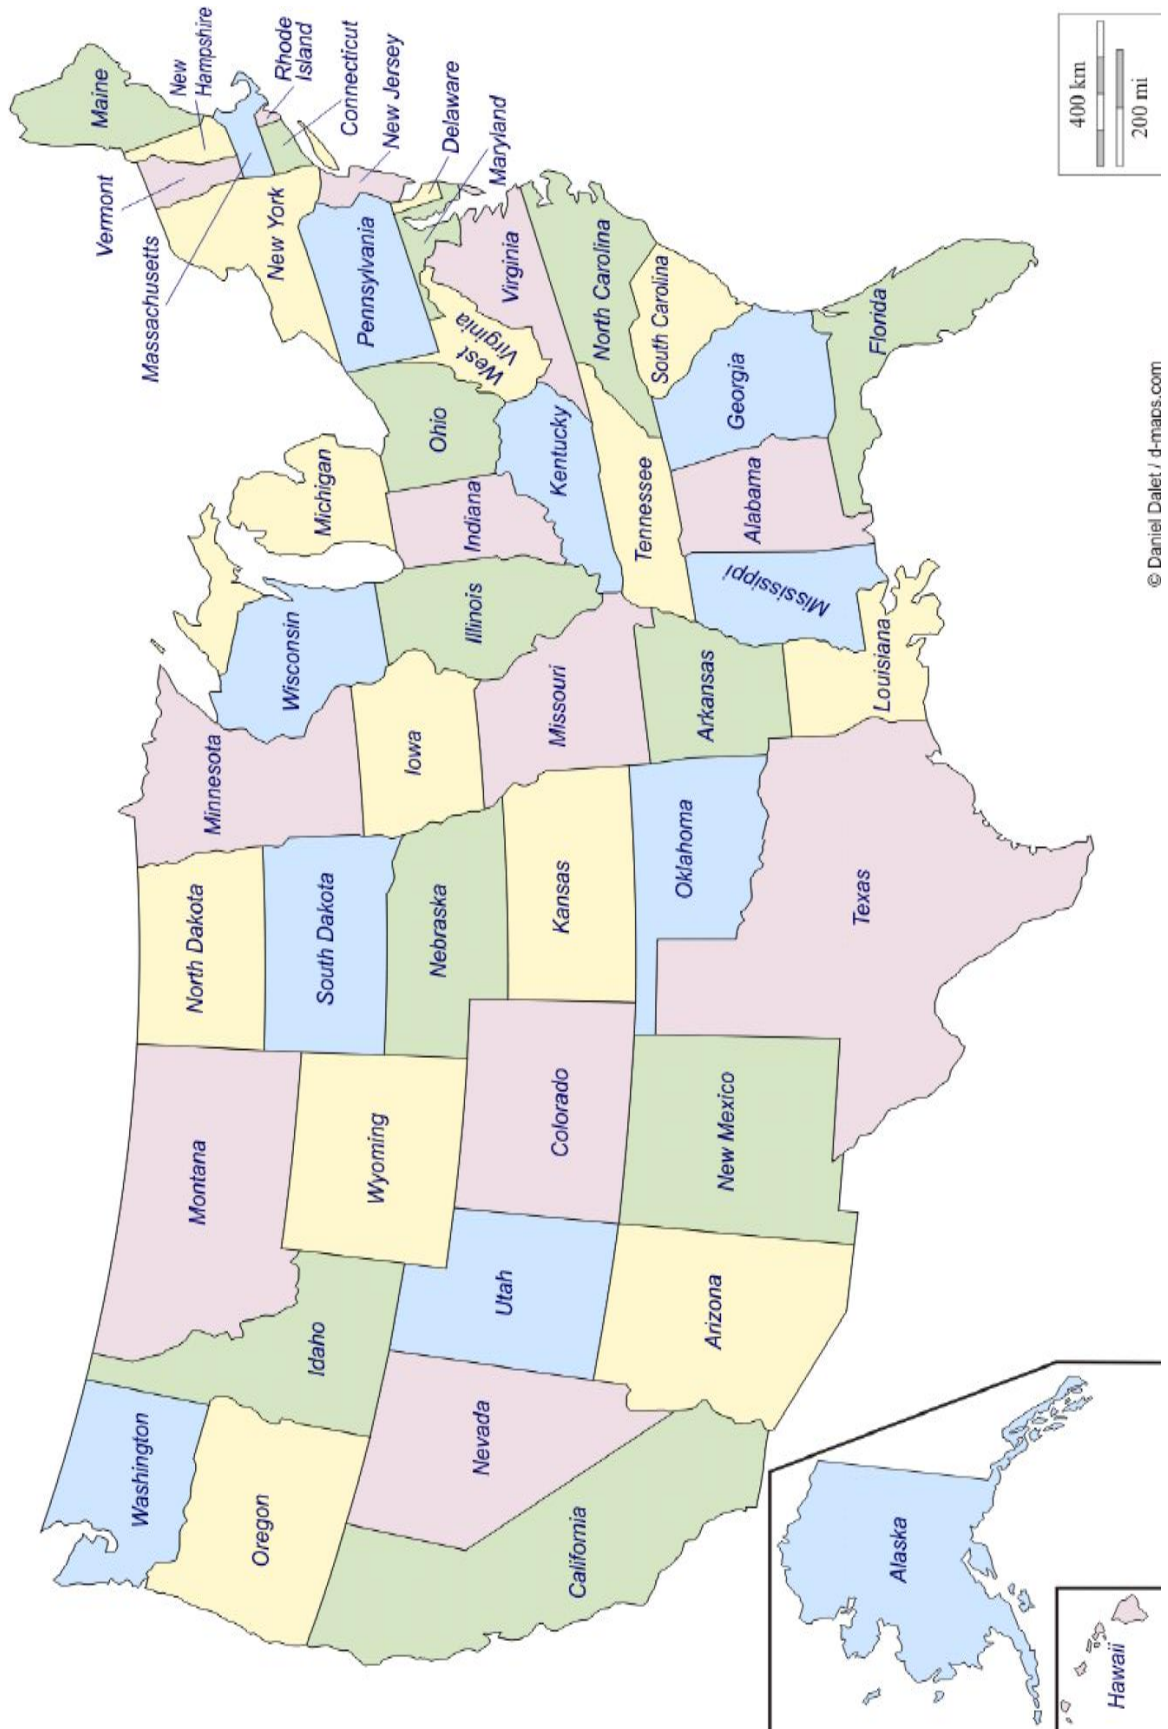 Maine
New
Hampshire
Vermont
Massachusetts
Rhode
Island
Connecticut
New York
New Jersey
Pennsylvania
Delaware
Maryland
Washington
Montana
North Dakota
Minnesota
Michigan
Wisconsin
Oregon
Idaho
Wyoming
South Dakota
Iowa
Nebraska
Illinois
Indiana
Ohio
West
Virginia
Virginia
Nevada
Utah
Colorado
Kansas
Missouri
Kentucky
North Carolina
Tennessee
South Carolina
California
Arizona
New Mexico
Oklahoma
Arkansas
Mississippi
Alabama
Georgia
Texas
Louisiana
Florida
Alaska
Hawaii
400 km
200 mi
© Daniel Dalet / d-maps.com